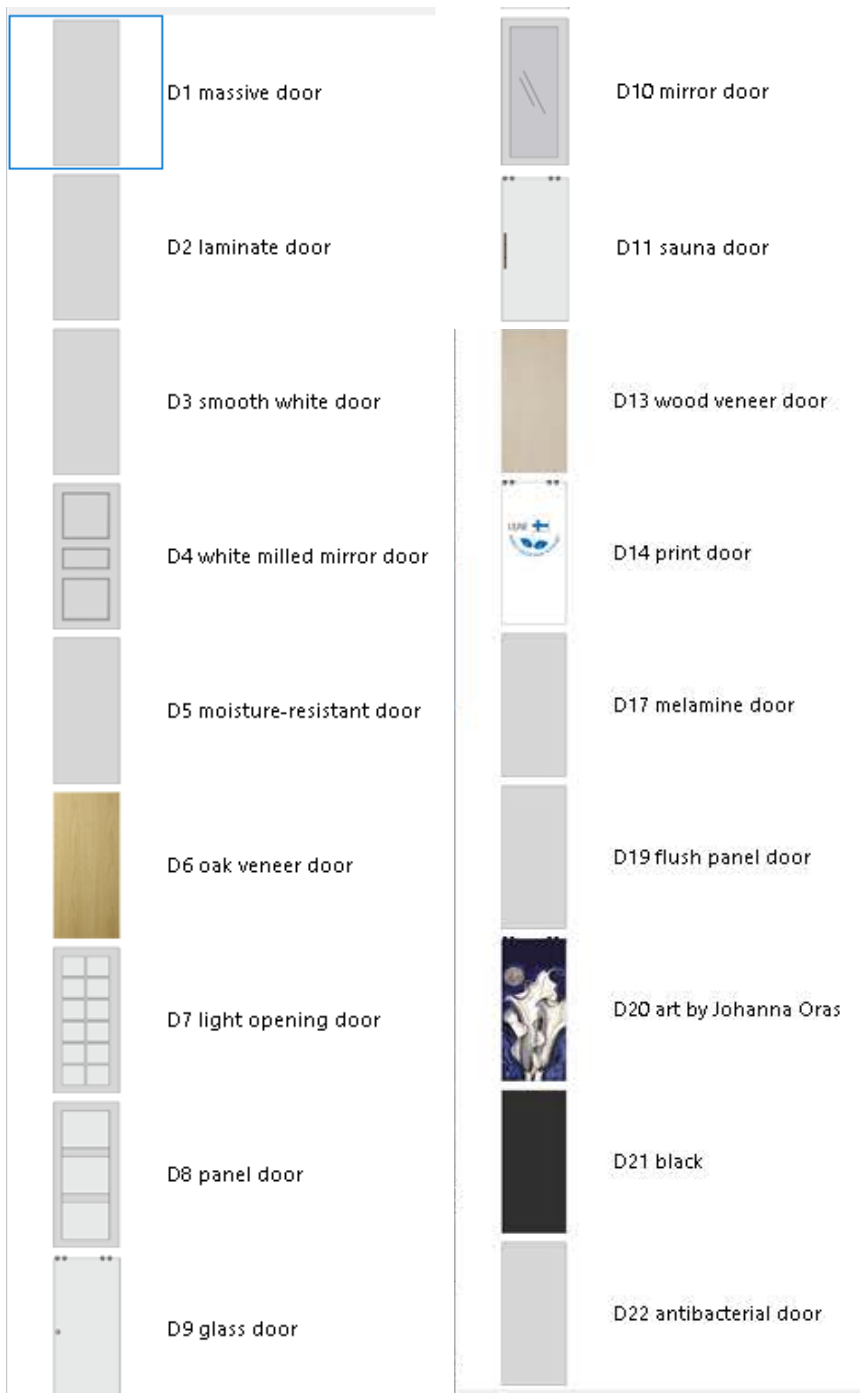 D1 massive door
D2 laminate door
D3 smooth white door
D4 white milled mirror door
D5 moisture-resistant door
D6 oak veneer door
D7 light opening door
D8 panel door
D9 glass door
D10 mirror door
D11 sauna door
D13 wood veneer door
D14 print door
D17 melamine door
D19 flush panel door
D20 art by Johanna Oras
D21 black
D22 antibacterial door